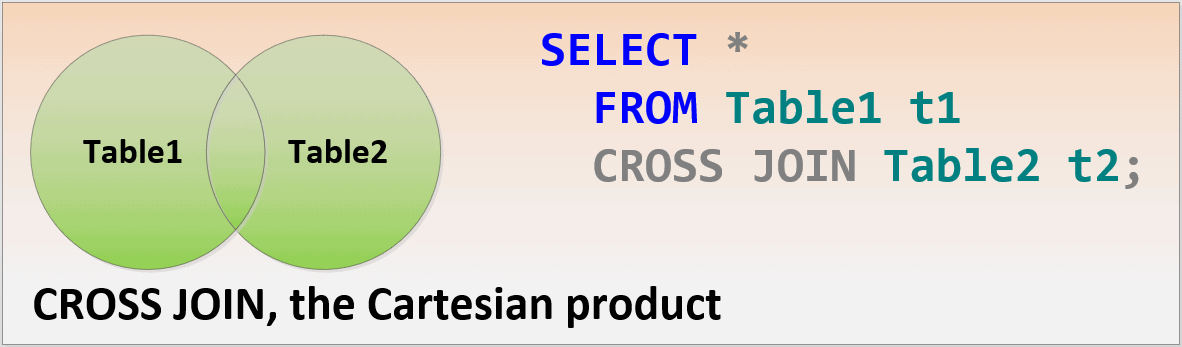 Table1
Table2
SELECT *
FROM Table1 t1
CROSS JOIN Table2 t2;
CROSS JOIN, the Cartesian product